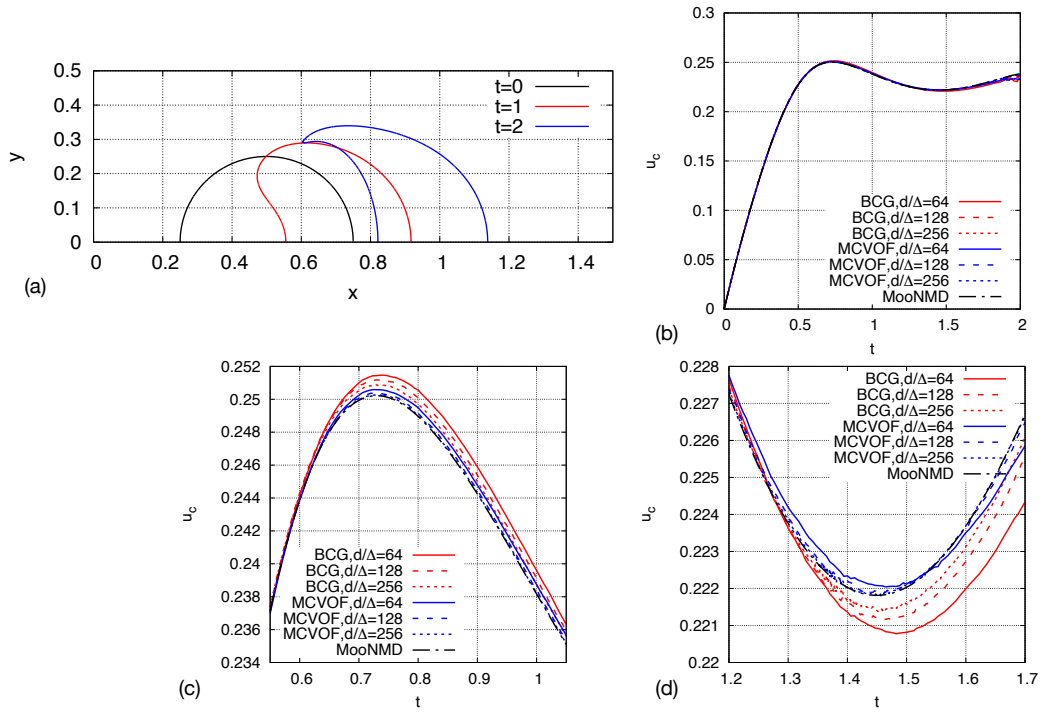 0.5
0.4
0.3
0.2
0.1
0
y
t=0
t=1
t=2
0 0.2 0.4 0.6 0.8 1 1.2 1.4
x
(a)
0.3
0.25
0.2
0.15
0.1
0.05
0
u_c
BCG,d/Δ=64
BCG,d/Δ=128
BCG,d/Δ=256
MCVOF,d/Δ=64
MCVOF,d/Δ=128
MCVOF,d/Δ=256
MooNMD
0 0.5 1 1.5 2
t
(b)
0.252
0.25
0.248
0.246
0.244
0.242
0.24
0.238
0.236
0.234
u_c
BCG,d/Δ=64
BCG,d/Δ=128
BCG,d/Δ=256
MCVOF,d/Δ=64
MCVOF,d/Δ=128
MCVOF,d/Δ=256
MooNMD
0.6 0.7 0.8 0.9 1
t
(c)
0.228
0.227
0.226
0.225
0.224
0.223
0.222
0.221
0.22
u_c
BCG,d/Δ=64
BCG,d/Δ=128
BCG,d/Δ=256
MCVOF,d/Δ=64
MCVOF,d/Δ=128
MCVOF,d/Δ=256
MooNMD
1.2 1.3 1.4 1.5 1.6 1.7
t
(d)